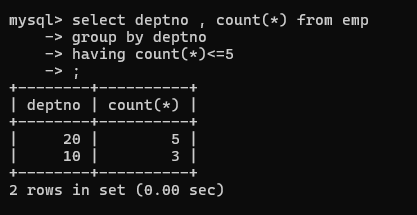 mysql> select deptno , count(*) from emp
    -> group by deptno
    -> having count(*)<=5
    -> ;
+--------+----------+
| deptno | count(*) |
+--------+----------+
|     20 |        5 |
|     10 |        3 |
+--------+----------+
2 rows in set (0.00 sec)